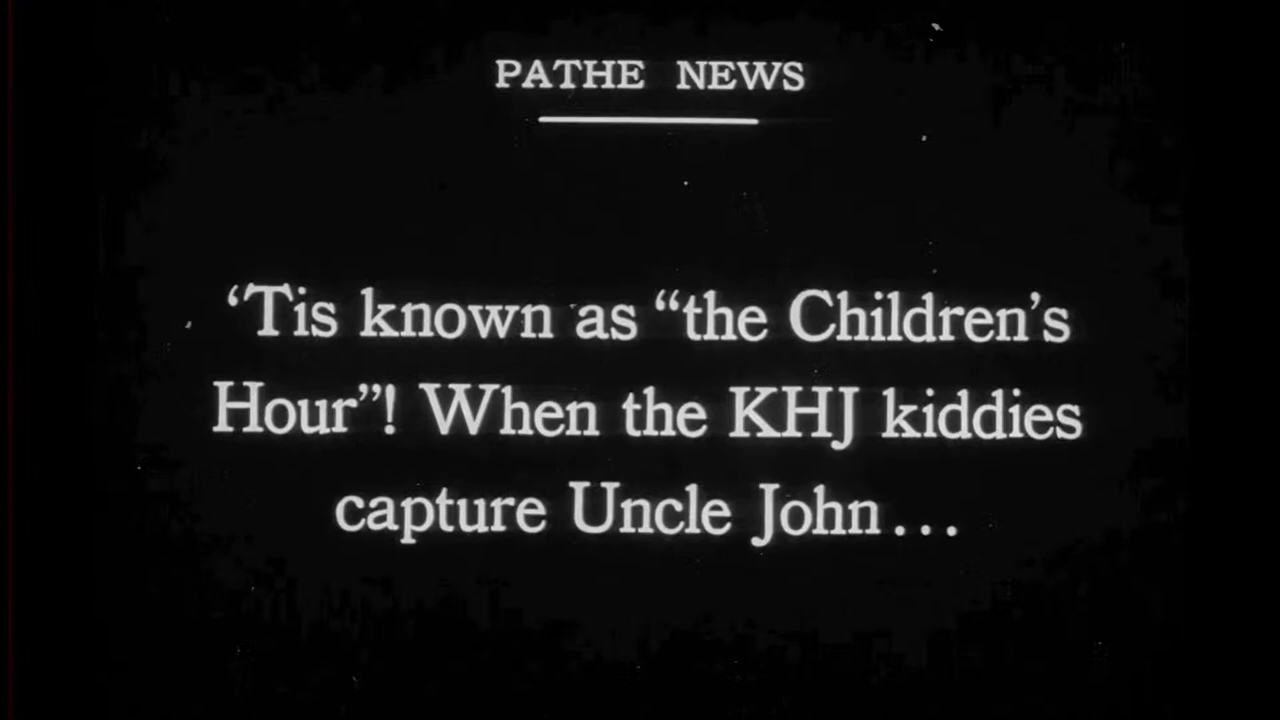 PATHE NEWS
‘Tis known as “the Children’s
Hour”! When the KHJ kiddies
capture Uncle John...